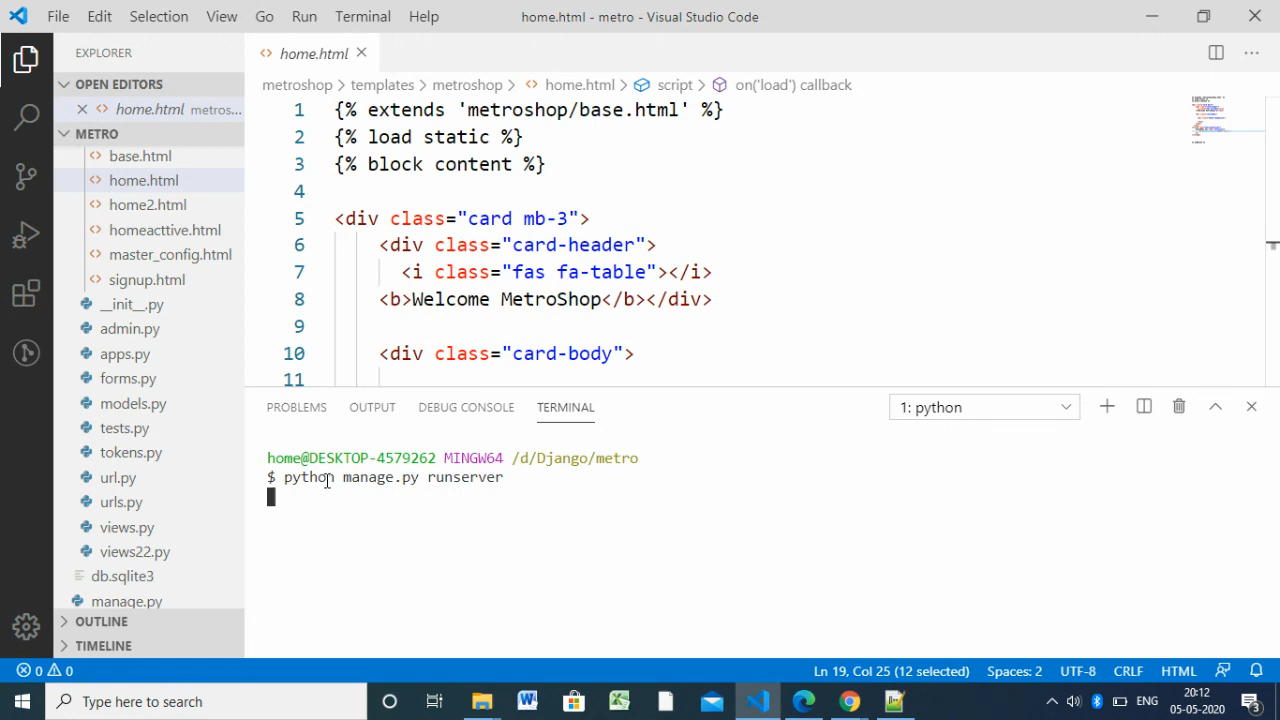 File Edit Selection View Go Run Terminal Help
home.html - metro - Visual Studio Code
EXPLORER
OPEN EDITORS
home.html metros...
METRO
base.html
home.html
home2.html
homeacttive.html
master_config.html
signup.html
__init__.py
admin.py
apps.py
forms.py
models.py
tests.py
tokens.py
url.py
urls.py
views.py
views22.py
db.sqlite3
manage.py
OUTLINE
TIMELINE
home.html
metroshop > templates > metroshop > home.html > script > on('load') callback
1 {% extends 'metroshop/base.html' %}
2 {% load static %}
3 {% block content %}
4
5 <div class="card mb-3">
6 <div class="card-header">
7 <i class="fas fa-table"></i>
8 <b>Welcome MetroShop</b></div>
9
10 <div class="card-body">
11
PROBLEMS OUTPUT DEBUG CONSOLE TERMINAL
1: python
home@DESKTOP-4579262 MINGW64 /d/Django/metro
$ python manage.py runserver
0 0
Ln 19, Col 25 (12 selected) Spaces: 2 UTF-8 CRLF HTML
Type here to search
ENG
20:12
05-05-2020
3